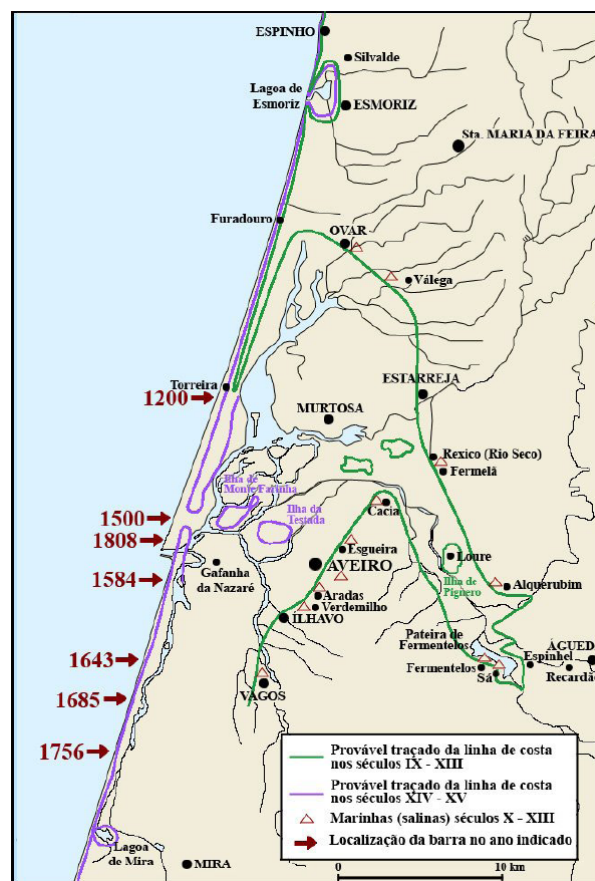 ESPINHO
Silvalde
Lagoa de
Esmoriz
ESMORIZ
Sta. MARIA DA FEIRA
Furadouro
OVAR
Válega
Torreira
1200
ESTARREJA
MURTOSA
Rexico (Rio Seco)
Fermelã
Ilha de
Monte Farinha
Ilha da
Testada
Cacia
1500
1808
Esgueira
Loure
AVEIRO
Gafanha
da Nazaré
1584
Ilha de
Pignero
Alquerubim
Aradas
Verdemilho
ILHAVO
Pateira de
Fermentelos
ÁGUED
Espinhel
1643
Fermentelos
Sá
Recardã
VAGOS
1685
1756
Provável traçado da linha de costa
nos séculos IX - XIII
Provável traçado da linha de costa
nos séculos XIV - XV
Marinhas (salinas) séculos X - XIII
Localização da barra no ano indicado
Lagoa
de Mira
MIRA
0
10 km